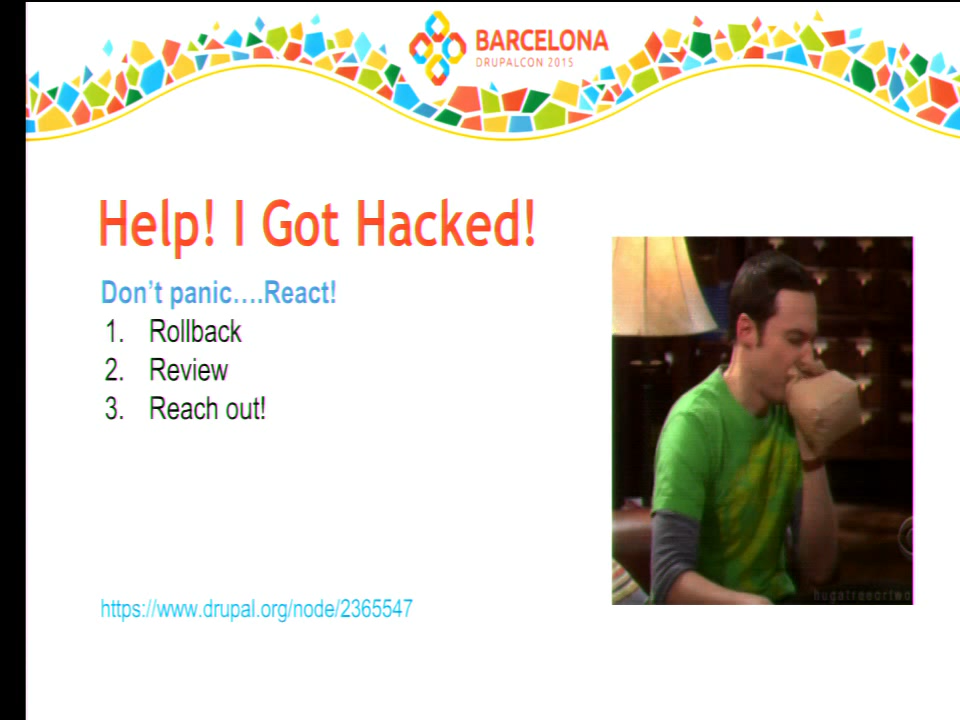 BARCELONA
DRUPALCON 2015
Help! I Got Hacked!
Don't panic....React!
1. Rollback
2. Review
3. Reach out!
https://www.drupal.org/node/2365547